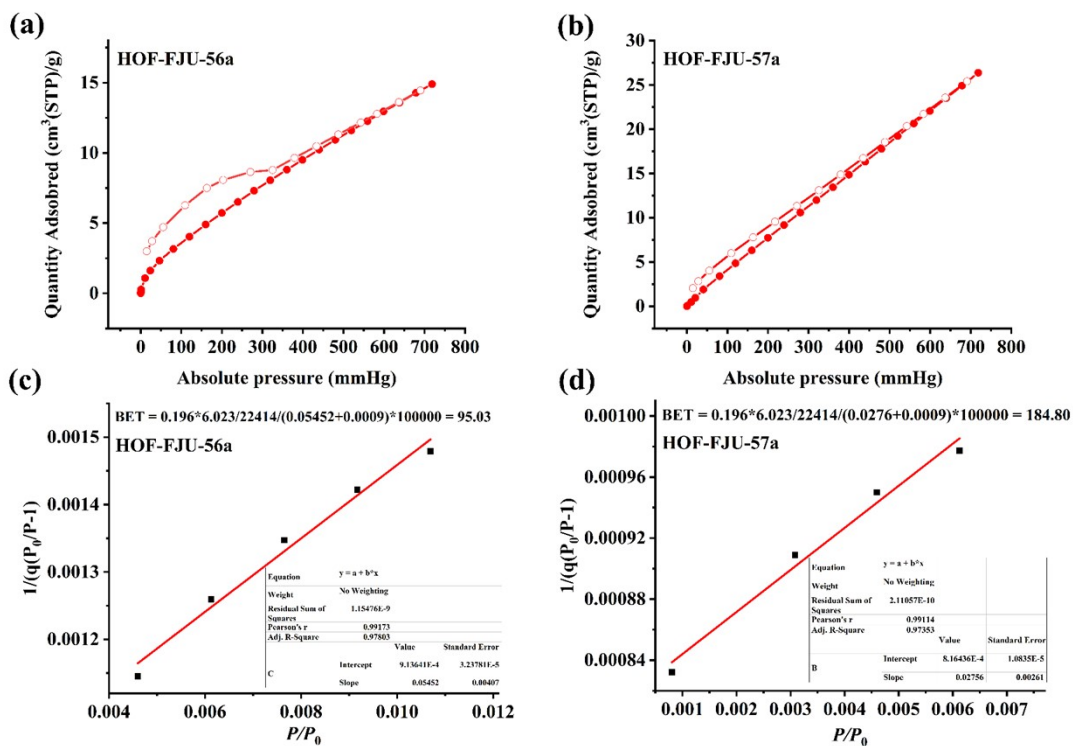 (a)
HOF-FJU-56a
Quantity Adsobred (cm³(STP)/g)
15
10
5
0
0 100 200 300 400 500 600 700 800
Absolute pressure (mmHg)
(b)
HOF-FJU-57a
Quantity Adsobred (cm³(STP)/g)
30
25
20
15
10
5
0
0 100 200 300 400 500 600 700 800
Absolute pressure (mmHg)
(c)
BET = 0.196*6.023/22414/(0.05452+0.0009)*100000 = 95.03
HOF-FJU-56a
1/(q(P₀/P-1)
0.0015
0.0014
0.0013
0.0012
Equation y = a + b*x
Weight No Weighting
Residual Sum of Squares 1.15476E-9
Pearson's r 0.99173
Adj. R-Square 0.97803
Value Standard Error
C
Intercept 9.13641E-4 3.23781E-5
Slope 0.05452 0.00407
0.004 0.006 0.008 0.010 0.012
P/P₀
(d)
BET = 0.196*6.023/22414/(0.0276+0.0009)*100000 = 184.80
HOF-FJU-57a
1/(q(P₀/P-1)
0.00100
0.00096
0.00092
0.00088
0.00084
Equation y = a + b*x
Weight No Weighting
Residual Sum of Squares 2.11057E-10
Pearson's r 0.99114
Adj. R-Square 0.97353
Value Standard Error
B
Intercept 8.16436E-4 1.0835E-5
Slope 0.02756 0.00261
0.001 0.002 0.003 0.004 0.005 0.006 0.007
P/P₀